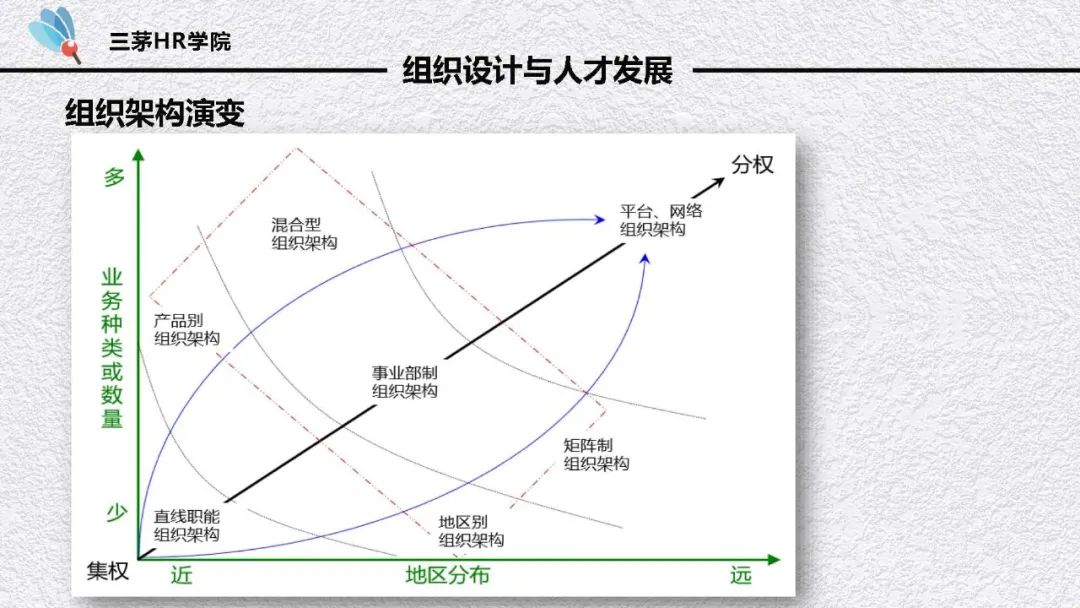 三茅HR学院
组织设计与人才发展
组织架构演变
分权
多
平台、网络
组织架构
混合型
组织架构
业务种类或数量
产品别
组织架构
事业部制
组织架构
矩阵制
组织架构
少
直线职能
组织架构
地区别
组织架构
集权
近
地区分布
远